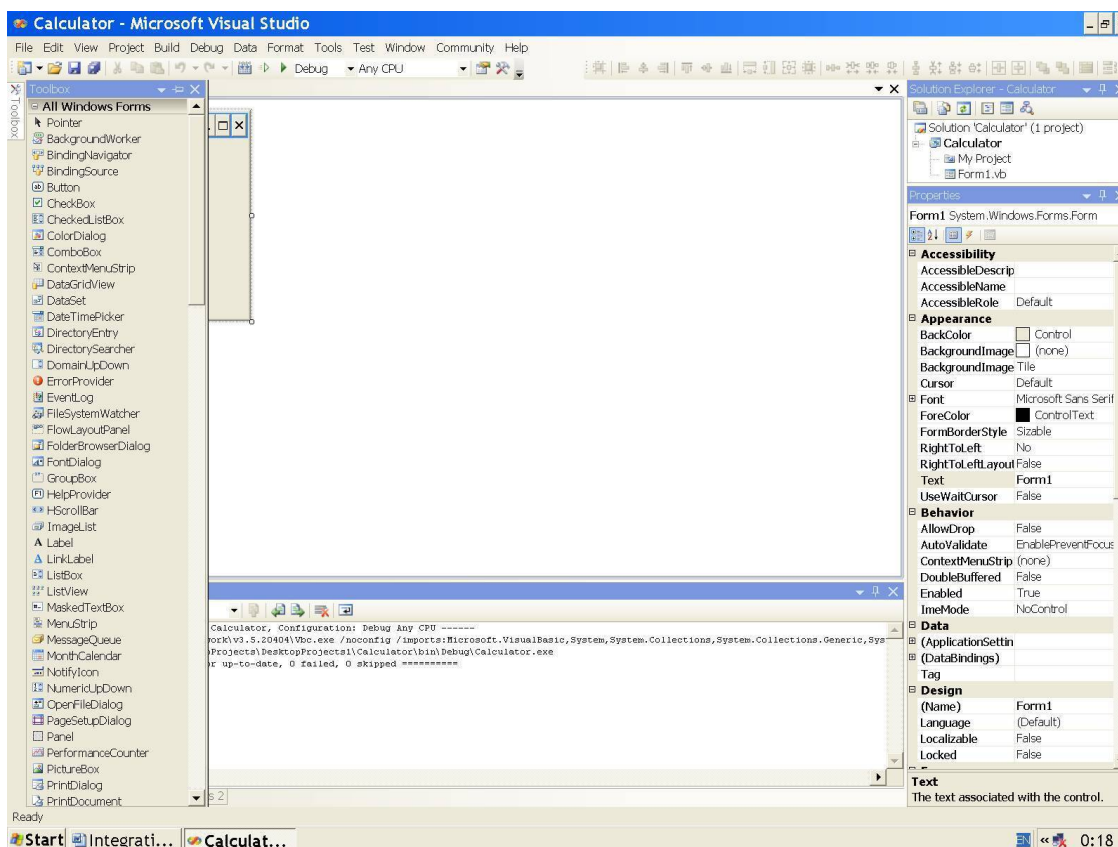 Calculator - Microsoft Visual Studio
File Edit View Project Build Debug Data Format Tools Test Window Community Help
Debug Any CPU
Toolbox
Toolbox
All Windows Forms
Pointer
BackgroundWorker
BindingNavigator
BindingSource
Button
CheckBox
CheckedListBox
ColorDialog
ComboBox
ContextMenuStrip
DataGridView
DataSet
DateTimePicker
DirectoryEntry
DirectorySearcher
DomainUpDown
ErrorProvider
EventLog
FileSystemWatcher
FlowLayoutPanel
FolderBrowserDialog
FontDialog
GroupBox
HelpProvider
HScrollBar
ImageList
Label
LinkLabel
ListBox
ListView
MaskedTextBox
MenuStrip
MessageQueue
MonthCalendar
NotifyIcon
NumericUpDown
OpenFileDialog
PageSetupDialog
Panel
PerformanceCounter
PictureBox
PrintDialog
PrintDocument
Calculator, Configuration: Debug Any CPU ------
ork\v3.5.20404\Vbc.exe /noconfig /imports:Microsoft.VisualBasic,System,System.Collections,System.Collections.Generic,Sys
Projects\DesktopProjects1\Calculator\bin\Debug\Calculator.exe
r up-to-date, 0 failed, 0 skipped ==========
s 2
Solution Explorer - Calculator
Solution 'Calculator' (1 project)
Calculator
My Project
Form1.vb
Properties
Form1 System.Windows.Forms.Form
Accessibility
AccessibleDescrip
AccessibleName
AccessibleRole Default
Appearance
BackColor Control
BackgroundImage (none)
BackgroundImage Tile
Cursor Default
Font Microsoft Sans Serif
ForeColor ControlText
FormBorderStyle Sizable
RightToLeft No
RightToLeftLayout False
Text Form1
UseWaitCursor False
Behavior
AllowDrop False
AutoValidate EnablePreventFocus
ContextMenuStrip (none)
DoubleBuffered False
Enabled True
ImeMode NoControl
Data
(ApplicationSettin
(DataBindings)
Tag
Design
(Name) Form1
Language (Default)
Localizable False
Locked False
Text
The text associated with the control.
Ready
Start Integrati... Calculat... EN « 0:18